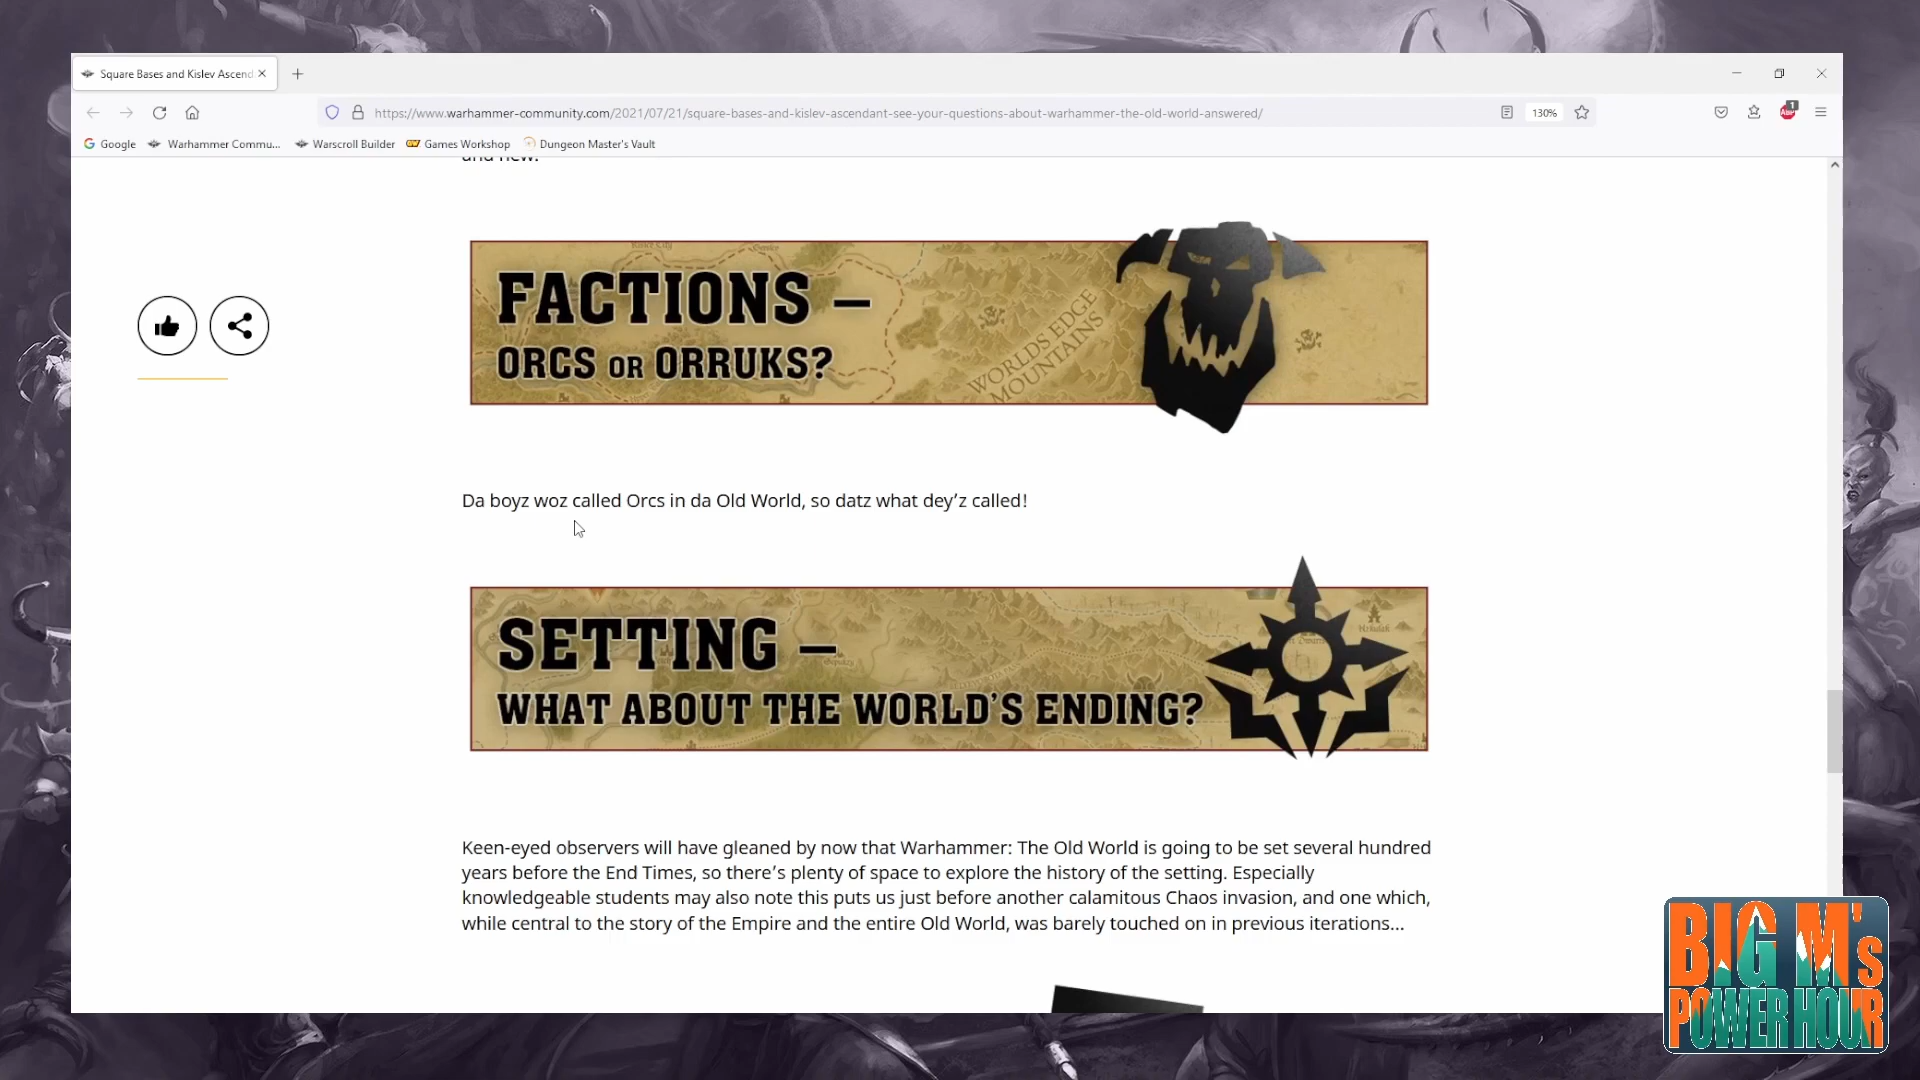 Square Bases and Kislev Ascend
https://www.warhammer-community.com/2021/07/21/square-bases-and-kislev-ascendant-see-your-questions-about-warhammer-the-old-world-answered/
130%
1
Google
Warhammer Commu...
Warscroll Builder
Games Workshop
Dungeon Master's Vault
and new.
FACTIONS –
ORCS OR ORRUKS?
WORLDS EDGE
MOUNTAINS
Da boyz woz called Orcs in da Old World, so datz what dey’z called!
SETTING –
WHAT ABOUT THE WORLD’S ENDING?
Keen-eyed observers will have gleaned by now that Warhammer: The Old World is going to be set several hundred
years before the End Times, so there’s plenty of space to explore the history of the setting. Especially
knowledgeable students may also note this puts us just before another calamitous Chaos invasion, and one which,
while central to the story of the Empire and the entire Old World, was barely touched on in previous iterations…
BIG M's
POWER HOUR